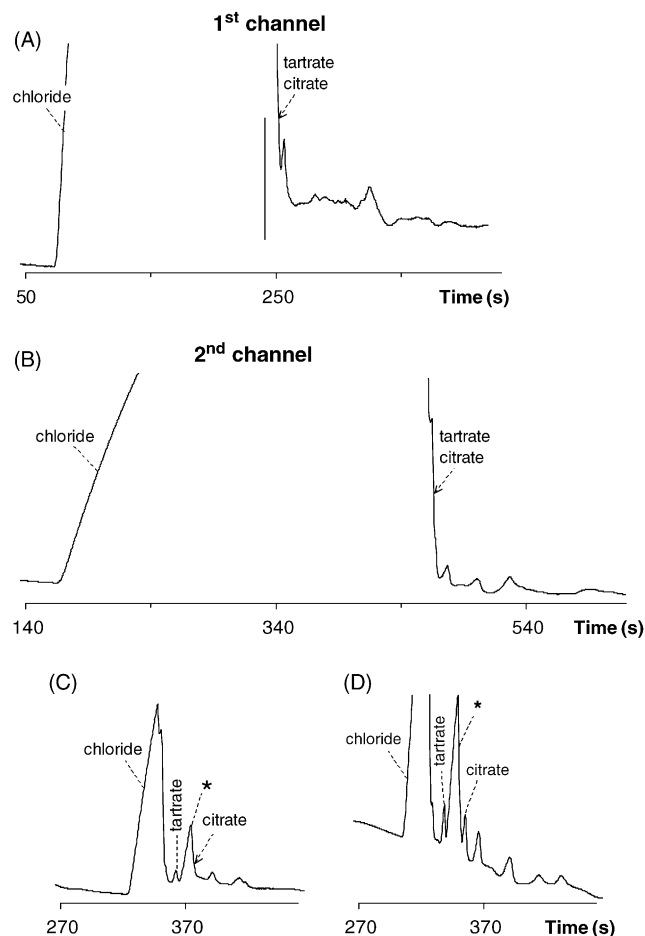 1st channel
(A)
chloride
tartrate
citrate
50
250
Time (s)
2nd channel
(B)
chloride
tartrate
citrate
140
340
540
Time (s)
(C)
chloride
tartrate
*
citrate
270
370
(D)
chloride
tartrate
*
citrate
270
370
Time (s)